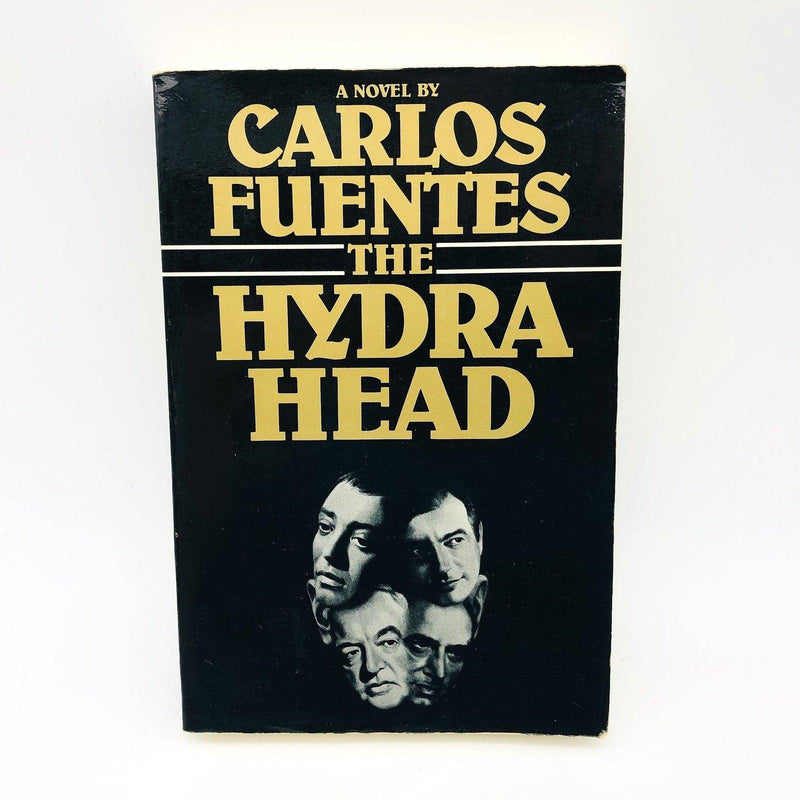 A NOVEL BY
CARLOS
FUENTES
THE
HYDRA
HEAD